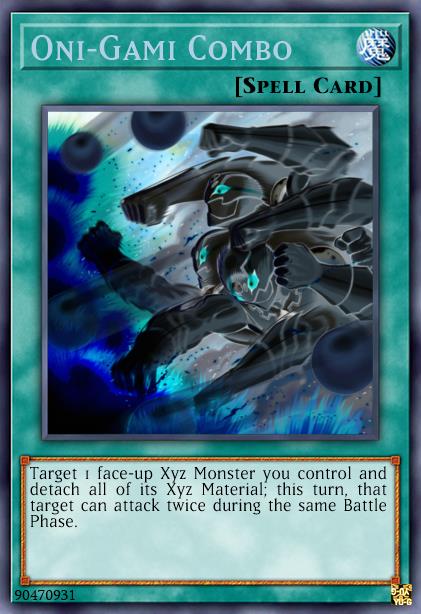 Oni-Gami Combo
魔
[Spell Card]
Target 1 face-up Xyz Monster you control and
detach all of its Xyz Material; this turn, that
target can attack twice during the same Battle
Phase.
90470931